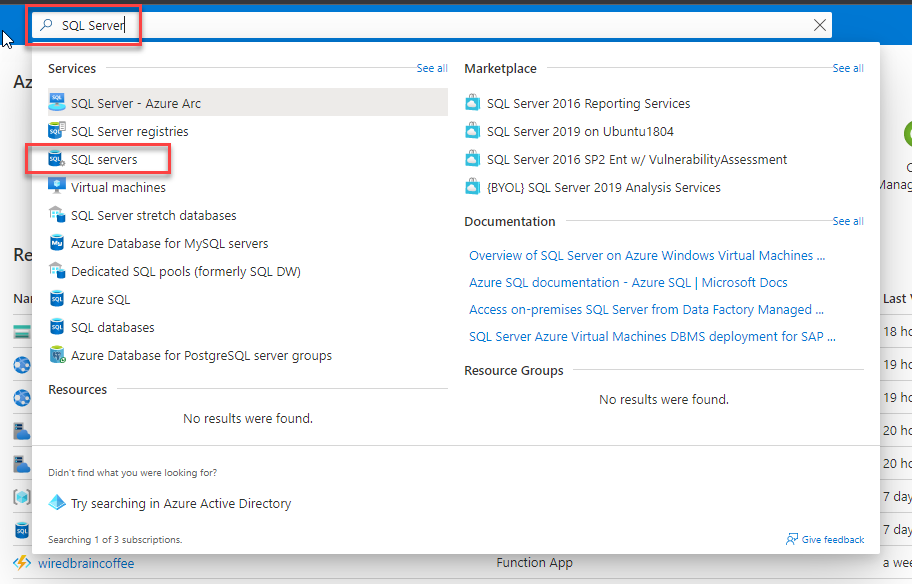 SQL Server
Services
See all
SQL Server - Azure Arc
SQL Server registries
SQL servers
Virtual machines
SQL Server stretch databases
Azure Database for MySQL servers
Dedicated SQL pools (formerly SQL DW)
Azure SQL
SQL databases
Azure Database for PostgreSQL server groups
Resources
No results were found.
Marketplace
See all
SQL Server 2016 Reporting Services
SQL Server 2019 on Ubuntu1804
SQL Server 2016 SP2 Ent w/ VulnerabilityAssessment
{BYOL} SQL Server 2019 Analysis Services
Documentation
See all
Overview of SQL Server on Azure Windows Virtual Machines ...
Azure SQL documentation - Azure SQL | Microsoft Docs
Access on-premises SQL Server from Data Factory Managed ...
SQL Server Azure Virtual Machines DBMS deployment for SAP ...
Resource Groups
No results were found.
Didn't find what you were looking for?
Try searching in Azure Active Directory
Searching 1 of 3 subscriptions.
Give feedback
Az
Re
Nar
Manag
Last
18 ho
19 ho
19 ho
20 ho
20 ho
7 day
7 day
wiredbraincoffee
Function App
a wee